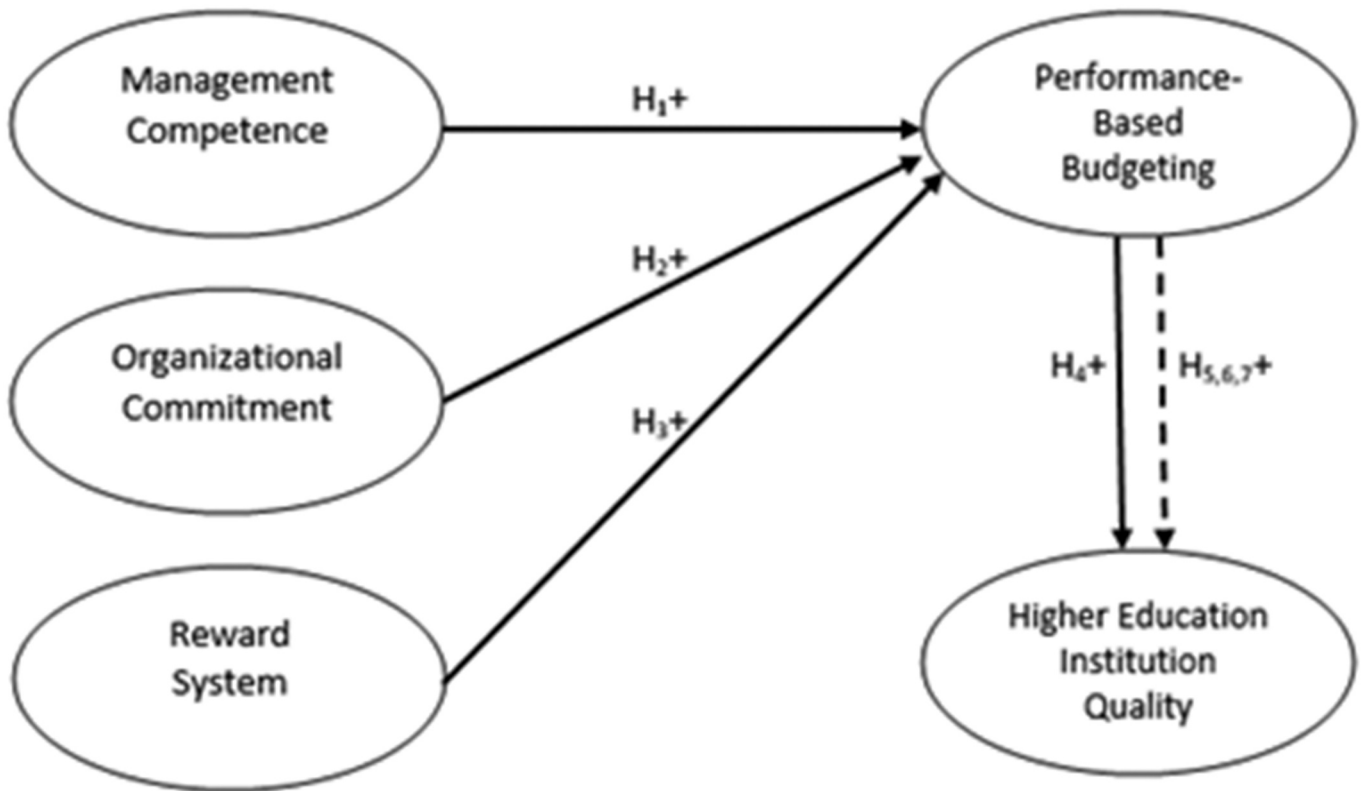 Management
Competence
H₁+
Performance-
Based
Budgeting
H₂+
Organizational
Commitment
H₃+
H₄+
H₅,₆,₇+
Reward
System
Higher Education
Institution
Quality